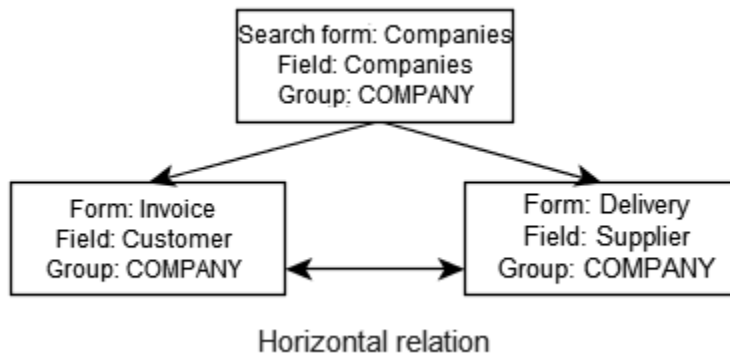 Search form: Companies
Field: Companies
Group: COMPANY
Form: Invoice
Field: Customer
Group: COMPANY
Form: Delivery
Field: Supplier
Group: COMPANY
Horizontal relation